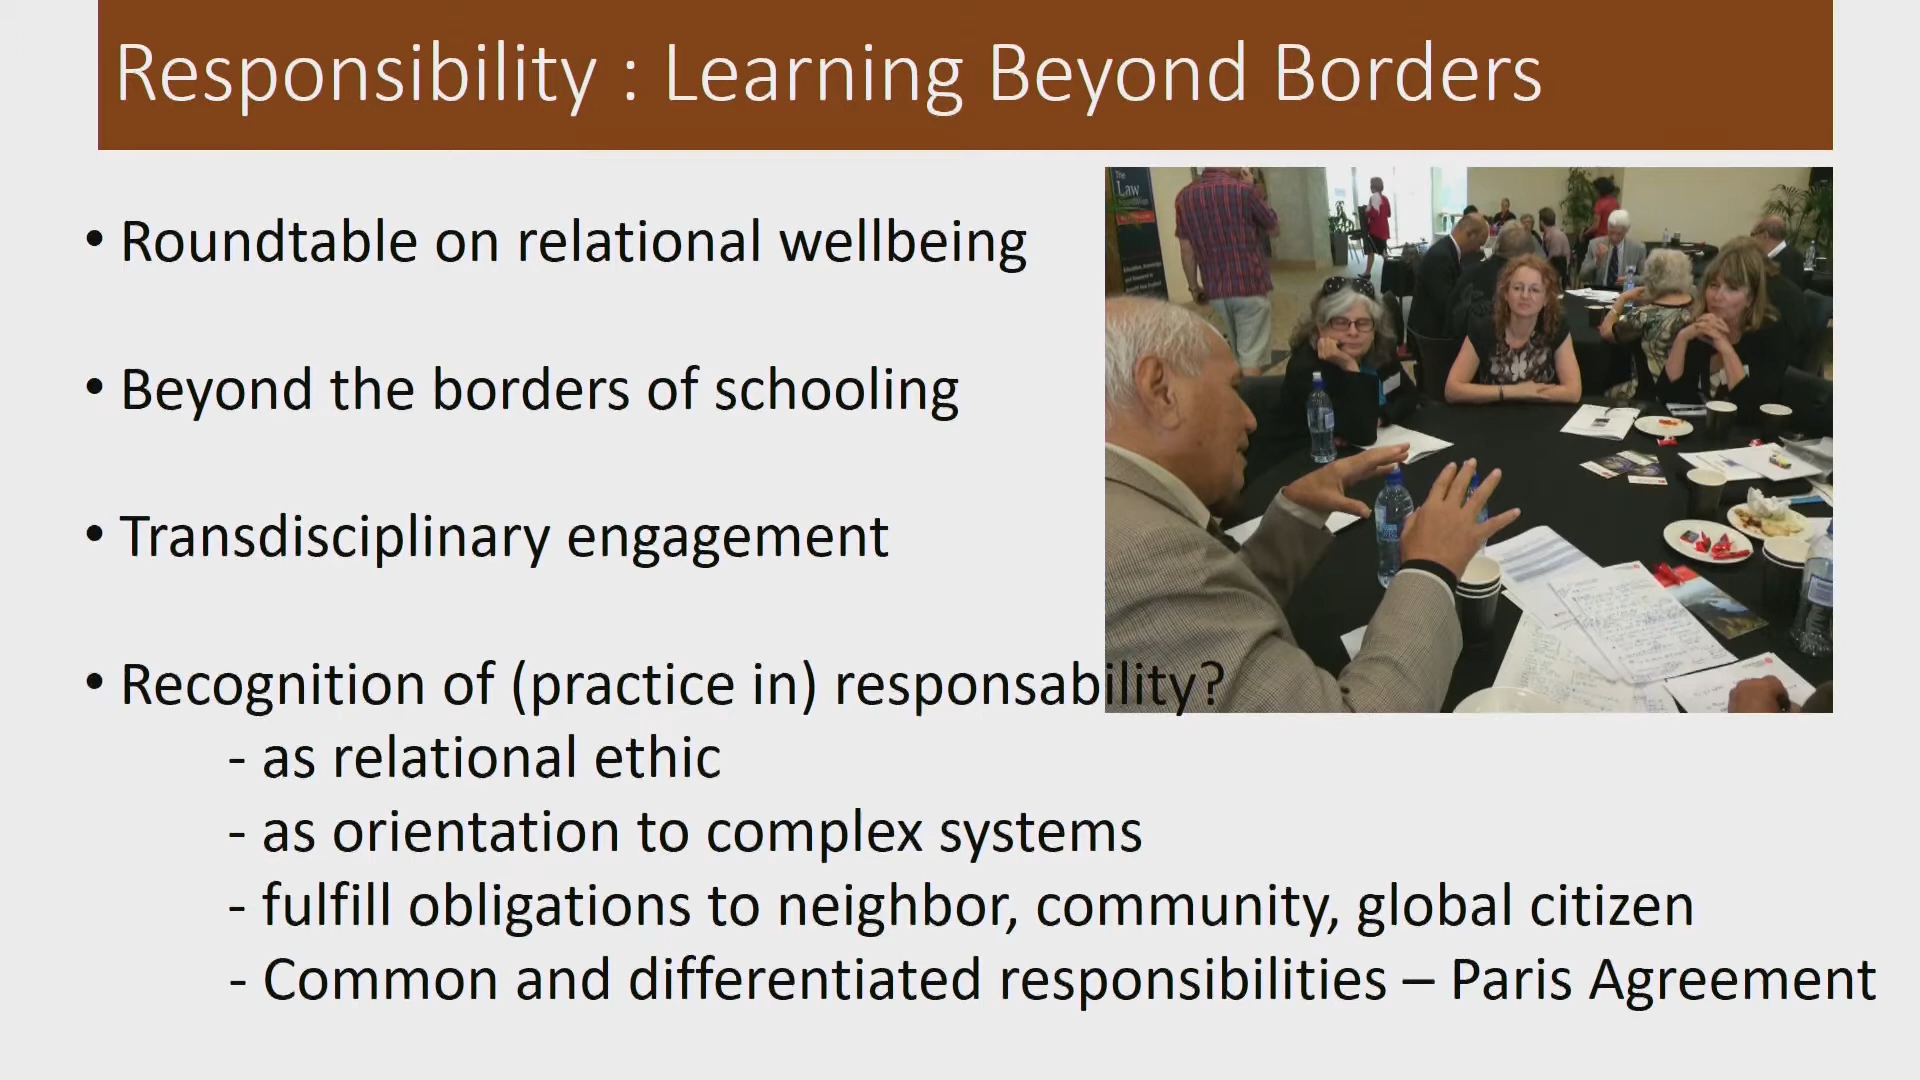 Responsibility : Learning Beyond Borders
• Roundtable on relational wellbeing
• Beyond the borders of schooling
• Transdisciplinary engagement
• Recognition of (practice in) responsability?
- as relational ethic
- as orientation to complex systems
- fulfill obligations to neighbor, community, global citizen
- Common and differentiated responsibilities – Paris Agreement
The
Law